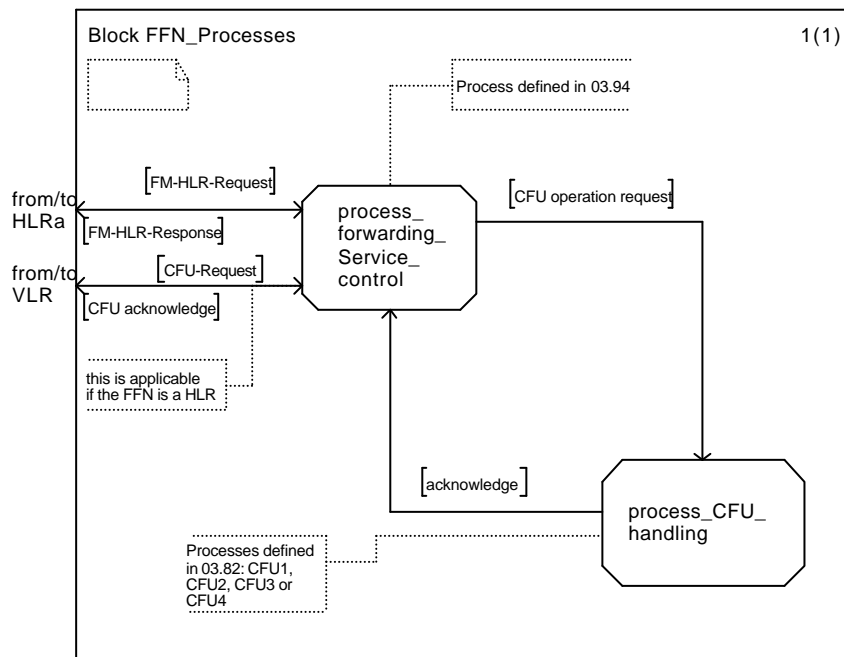 Block FFN_Processes
1(1)
Process defined in 03.94
[FM-HLR-Request]
from/to
HLRa
[FM-HLR-Response]
process_
forwarding_
Service_
control
[CFU operation request]
from/to
VLR
[CFU-Request]
[CFU acknowledge]
this is applicable
if the FFN is a HLR
[acknowledge]
process_CFU_
handling
Processes defined
in 03.82: CFU1,
CFU2, CFU3 or
CFU4